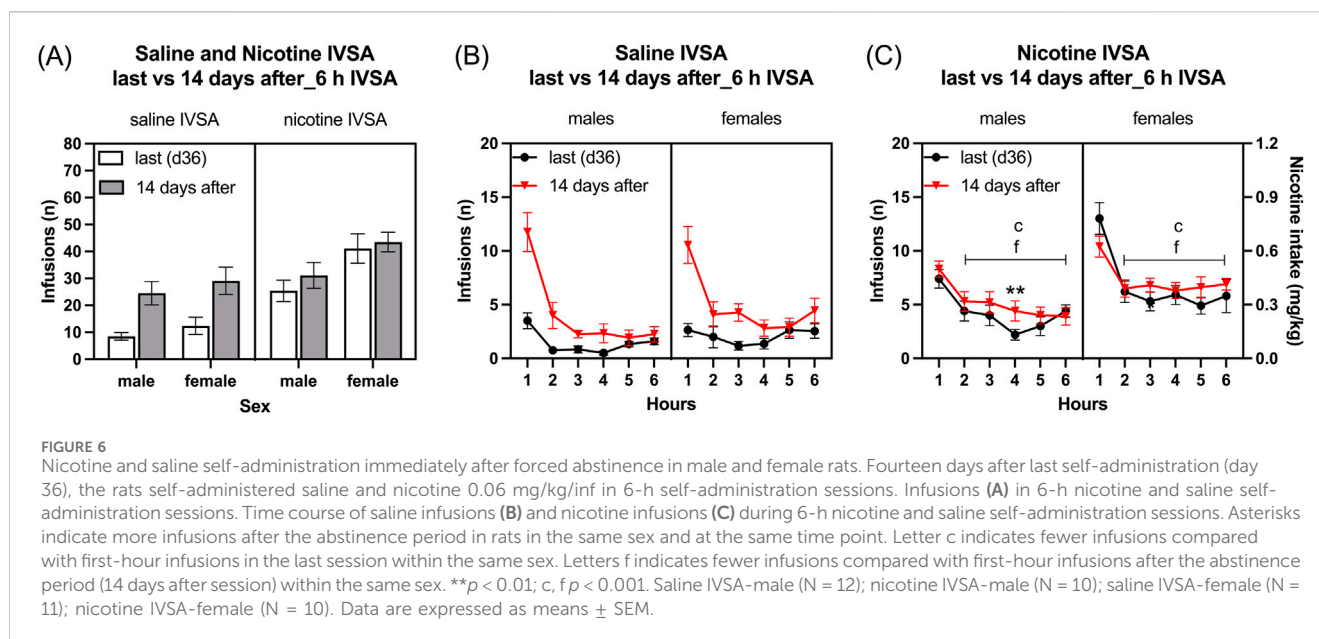 (A)
Saline and Nicotine IVSA
last vs 14 days after_6 h IVSA
saline IVSA
nicotine IVSA
80
70
60
50
40
30
20
10
0
Infusions (n)
last (d36)
14 days after
male
female
male
female
Sex
(B)
Saline IVSA
last vs 14 days after_6 h IVSA
males
females
20
15
10
5
0
Infusions (n)
last (d36)
14 days after
1 2 3 4 5 6
1 2 3 4 5 6
Hours
(C)
Nicotine IVSA
last vs 14 days after_6 h IVSA
males
females
20
15
10
5
0
Infusions (n)
last (d36)
14 days after
c
f
**
c
f
1.2
0.9
0.6
0.3
0.0
Nicotine intake (mg/kg)
1 2 3 4 5 6
1 2 3 4 5 6
Hours
FIGURE 6
Nicotine and saline self-administration immediately after forced abstinence in male and female rats. Fourteen days after last self-administration (day
36), the rats self-administered saline and nicotine 0.06 mg/kg/inf in 6-h self-administration sessions. Infusions (A) in 6-h nicotine and saline self-
administration sessions. Time course of saline infusions (B) and nicotine infusions (C) during 6-h nicotine and saline self-administration sessions. Asterisks
indicate more infusions after the abstinence period in rats in the same sex and at the same time point. Letter c indicates fewer infusions compared
with first-hour infusions in the last session within the same sex. Letters f indicates fewer infusions compared with first-hour infusions after the abstinence
period (14 days after session) within the same sex. **p < 0.01; c, f p < 0.001. Saline IVSA-male (N = 12); nicotine IVSA-male (N = 10); saline IVSA-female (N =
11); nicotine IVSA-female (N = 10). Data are expressed as means ± SEM.